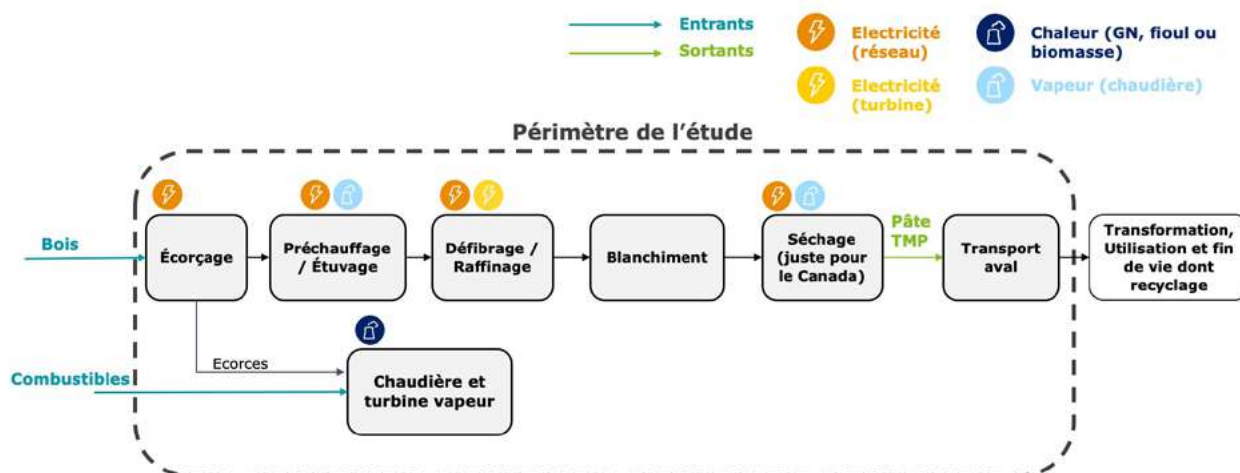 Entrants
Sortants
Electricité
(réseau)
Electricité
(turbine)
Chaleur (GN, fioul ou
biomasse)
Vapeur (chaudière)
Périmètre de l'étude
Bois
Écorçage
Préchauffage
/ Étuvage
Défibrage /
Raffinage
Blanchiment
Séchage
(juste pour
le Canada)
Pâte
TMP
Transport
aval
Transformation,
Utilisation et fin
de vie dont
recyclage
Ecorces
Combustibles
Chaudière et
turbine vapeur